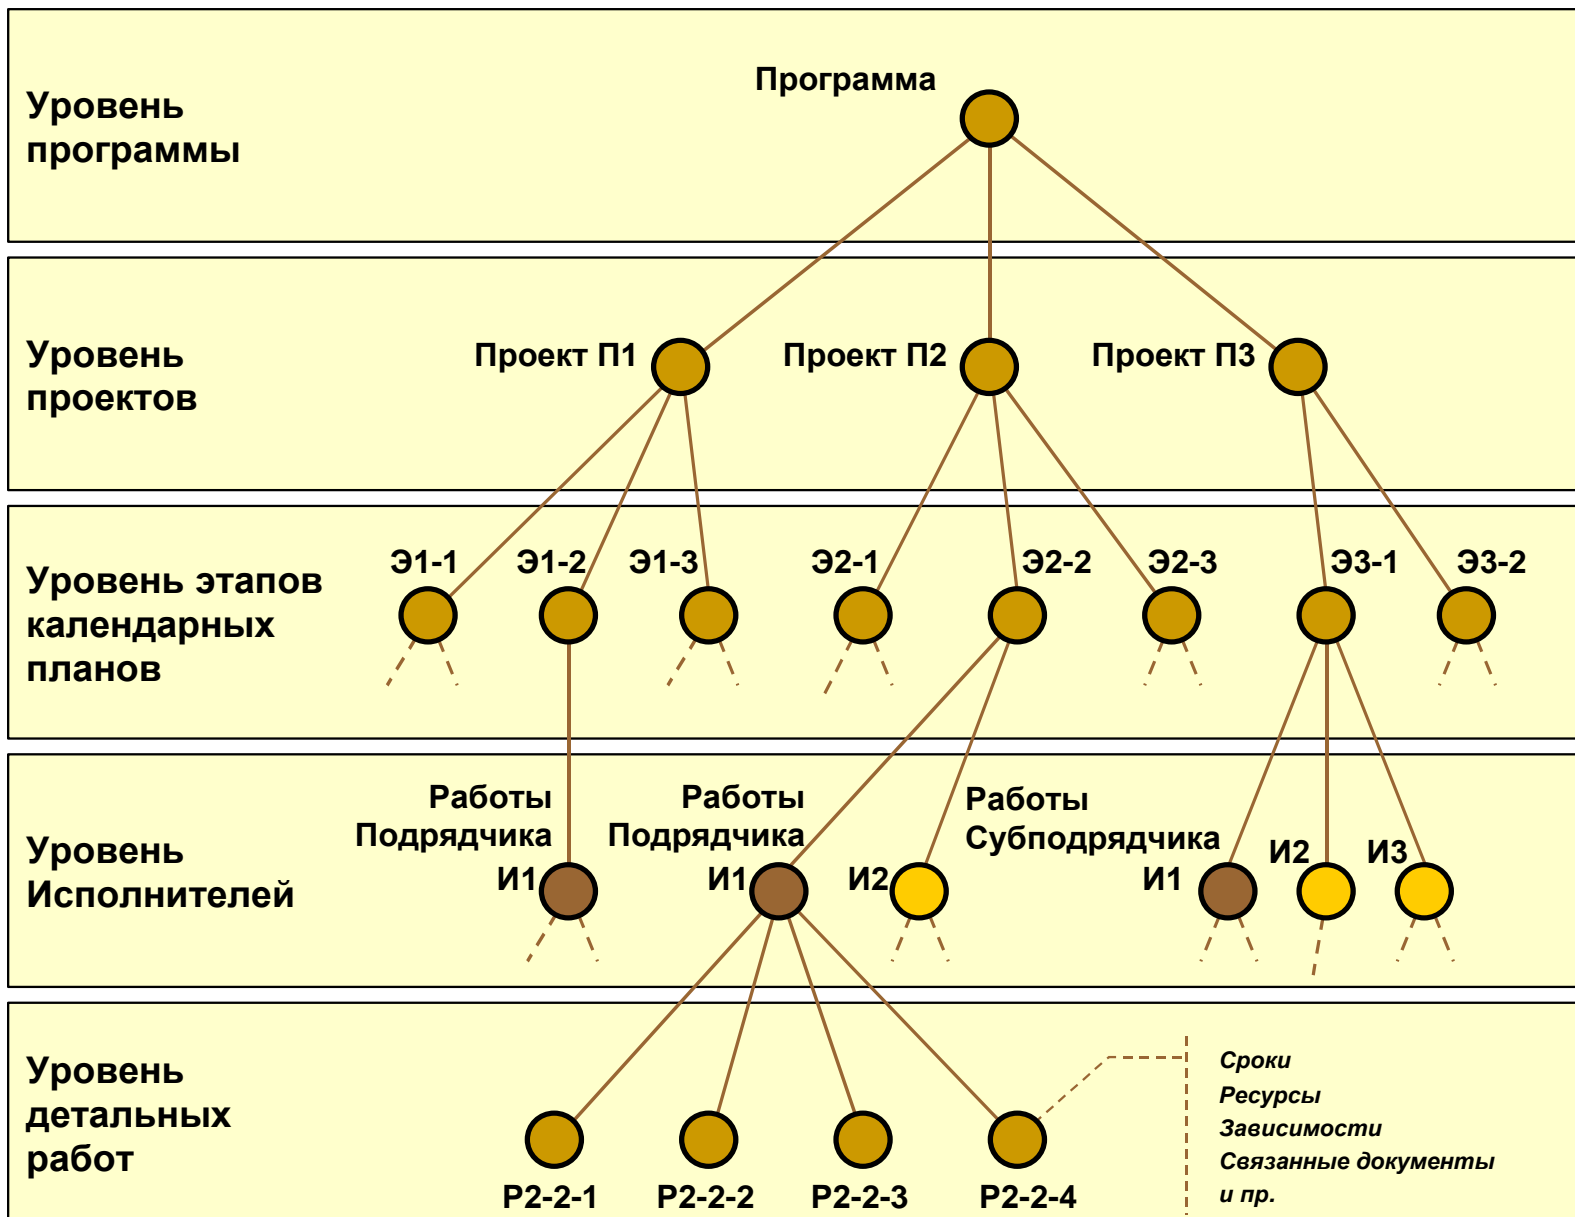 Программа
Уровень
программы
Уровень
проектов
Проект П1
Проект П2
Проект П3
Уровень этапов
календарных
планов
Э1-1
Э1-2
Э1-3
Э2-1
Э2-2
Э2-3
Э3-1
Э3-2
Уровень
Исполнителей
Работы
Подрядчика
И1
Работы
Подрядчика
И1
И2
Работы
Субподрядчика
И1
И2
И3
Уровень
детальных
работ
Р2-2-1
Р2-2-2
Р2-2-3
Р2-2-4
Сроки
Ресурсы
Зависимости
Связанные документы
и пр.